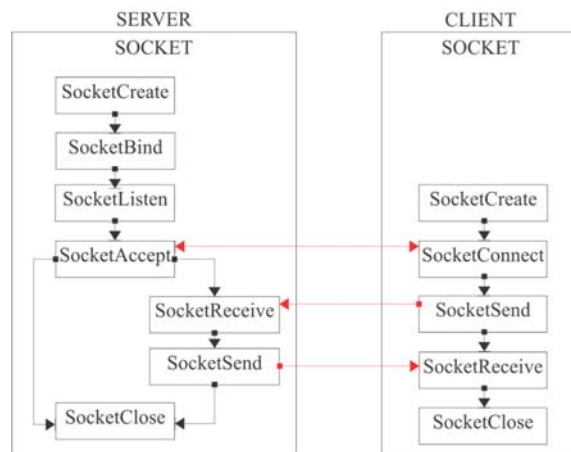 SERVER
SOCKET
SocketCreate
SocketBind
SocketListen
SocketAccept
SocketReceive
SocketSend
SocketClose
CLIENT
SOCKET
SocketCreate
SocketConnect
SocketSend
SocketReceive
SocketClose